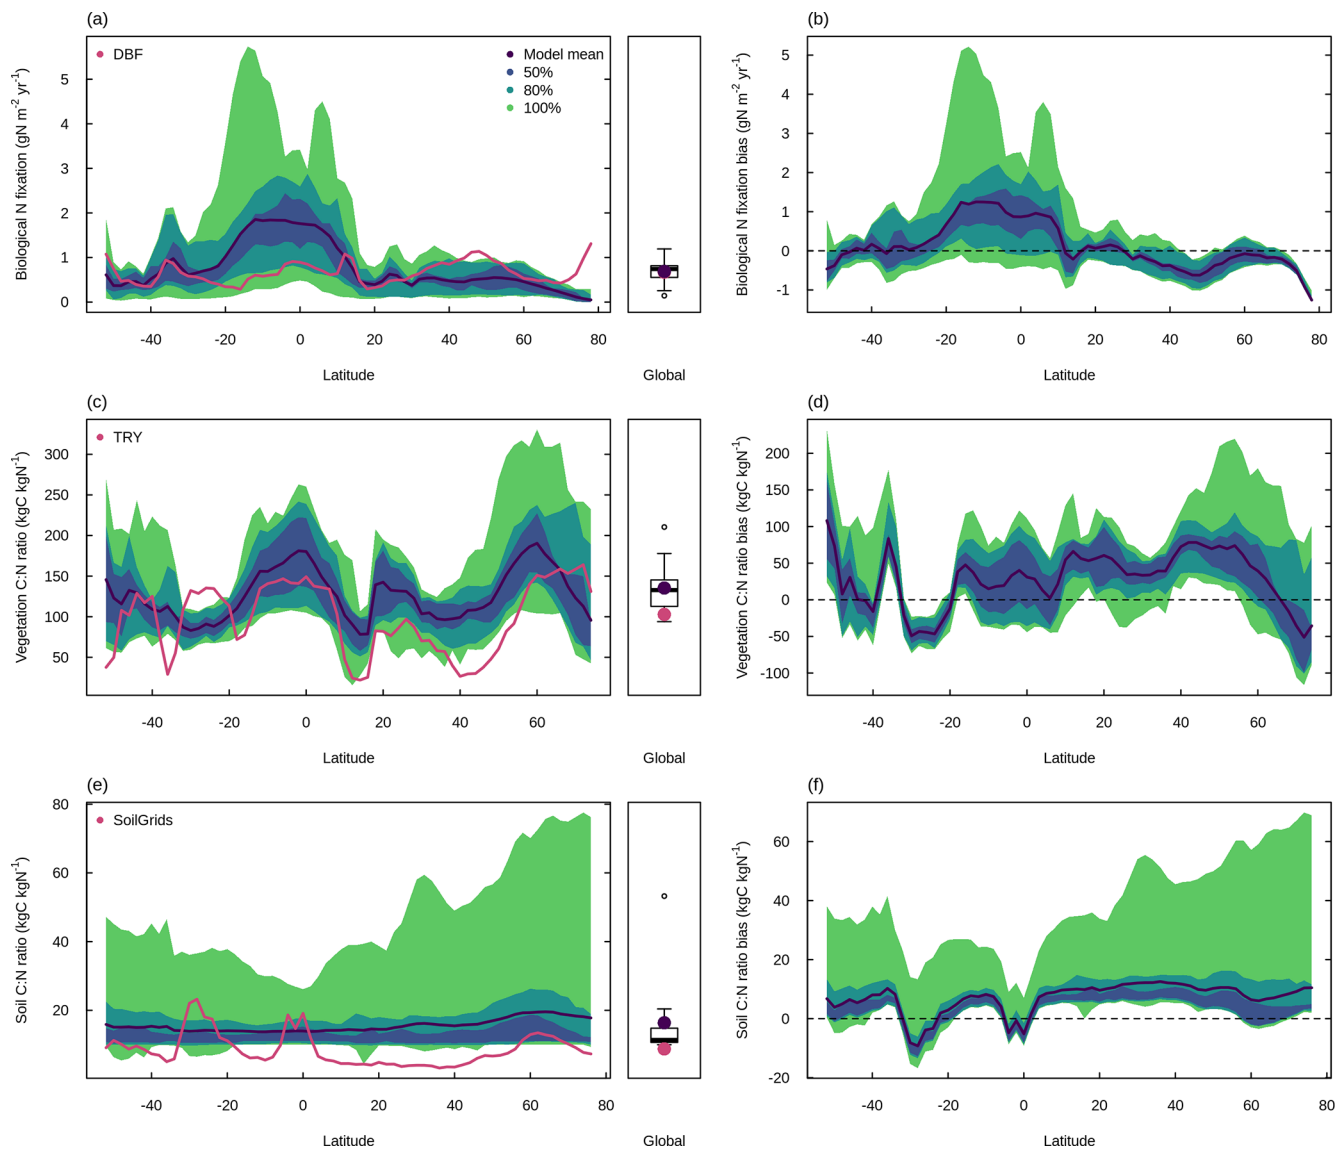 (a)
DBF
Model mean
50%
80%
100%
Biological N fixation (gN m-2 yr-1)
0
1
2
3
4
5
-40 -20 0 20 40 60 80
Latitude
Global
(b)
Biological N fixation bias (gN m-2 yr-1)
-1
0
1
2
3
4
5
-40 -20 0 20 40 60 80
Latitude
(c)
TRY
Vegetation C:N ratio (kgC kgN-1)
50
100
150
200
250
300
-40 -20 0 20 40 60
Latitude
Global
(d)
Vegetation C:N ratio bias (kgC kgN-1)
-100
-50
0
50
100
150
200
-40 -20 0 20 40 60
Latitude
(e)
SoilGrids
Soil C:N ratio (kgC kgN-1)
20
40
60
80
-40 -20 0 20 40 60 80
Latitude
Global
(f)
Soil C:N ratio bias (kgC kgN-1)
-20
0
20
40
60
-40 -20 0 20 40 60 80
Latitude